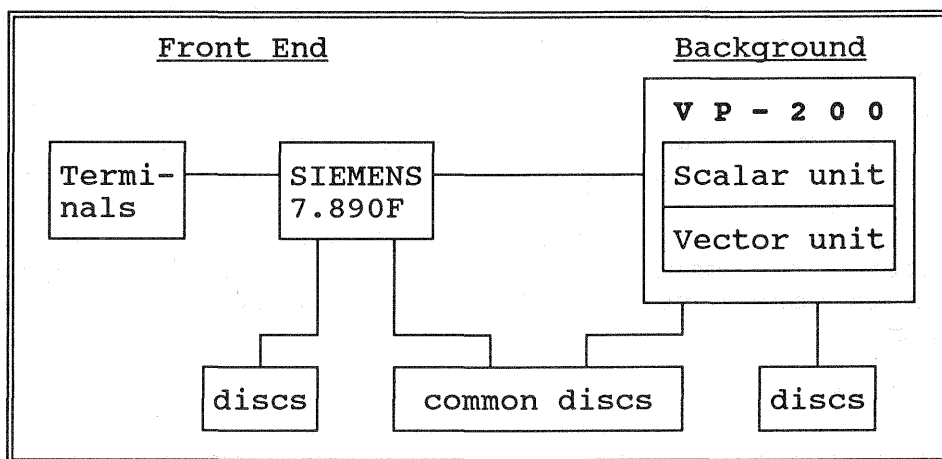 Front End
Background
V P - 2 0 0
Termi-
nals
SIEMENS
7.890F
Scalar unit
Vector unit
discs
common discs
discs